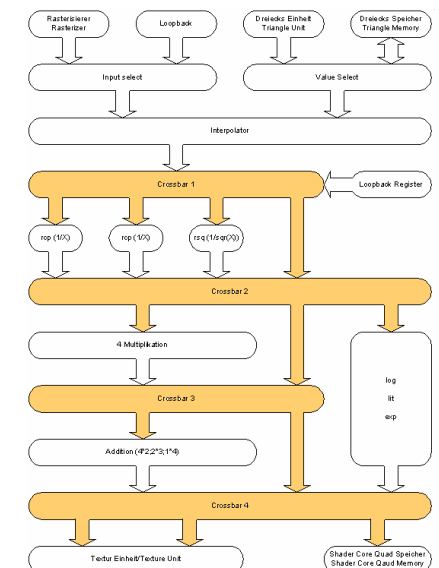 Rasterisierer
Rasterizer
Loopback
Dreiecks Einheit
Triangle Unit
Dreiecks Speicher
Triangle Memory
Input select
Value Select
Interpolator
Crossbar 1
Loopback Register
rcp (1/X)
rcp (1/X)
rsq (1/sqr(X))
Crossbar 2
4 Multiplikation
log
lit
exp
Crossbar 3
Addition (4*2;2*3;1*4)
Crossbar 4
Textur Einheit/Texture Unit
Shader Core Quad Speicher
Shader Core Qaud Memory